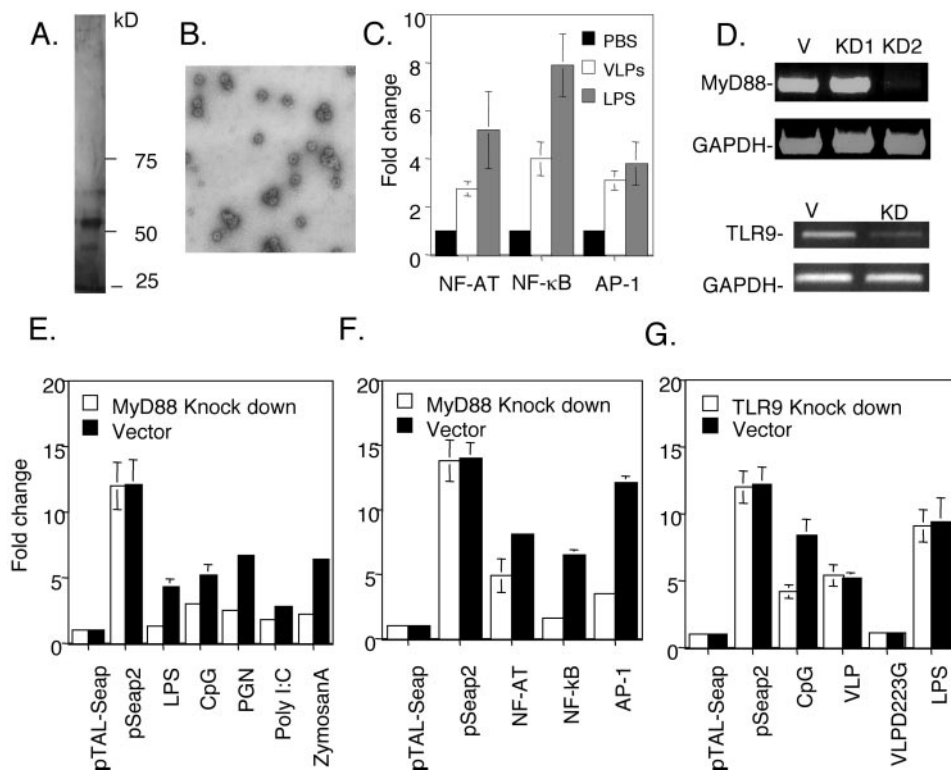 A.
kD
75
50
25
B.
C.
10
8
6
4
2
0
Fold change
PBS
VLPs
LPS
NF-AT
NF-κB
AP-1
D.
V KD1 KD2
MyD88-
GAPDH-
V KD
TLR9-
GAPDH-
E.
20
15
10
5
0
Fold change
MyD88 Knock down
Vector
pTAL-Seap
pSeap2
LPS
CpG
PGN
Poly I:C
ZymosanA
F.
20
15
10
5
0
MyD88 Knock down
Vector
pTAL-Seap
pSeap2
NF-AT
NF-kB
AP-1
G.
20
15
10
5
0
TLR9 Knock down
Vector
pTAL-Seap
pSeap2
CpG
VLP
VLPD223G
LPS